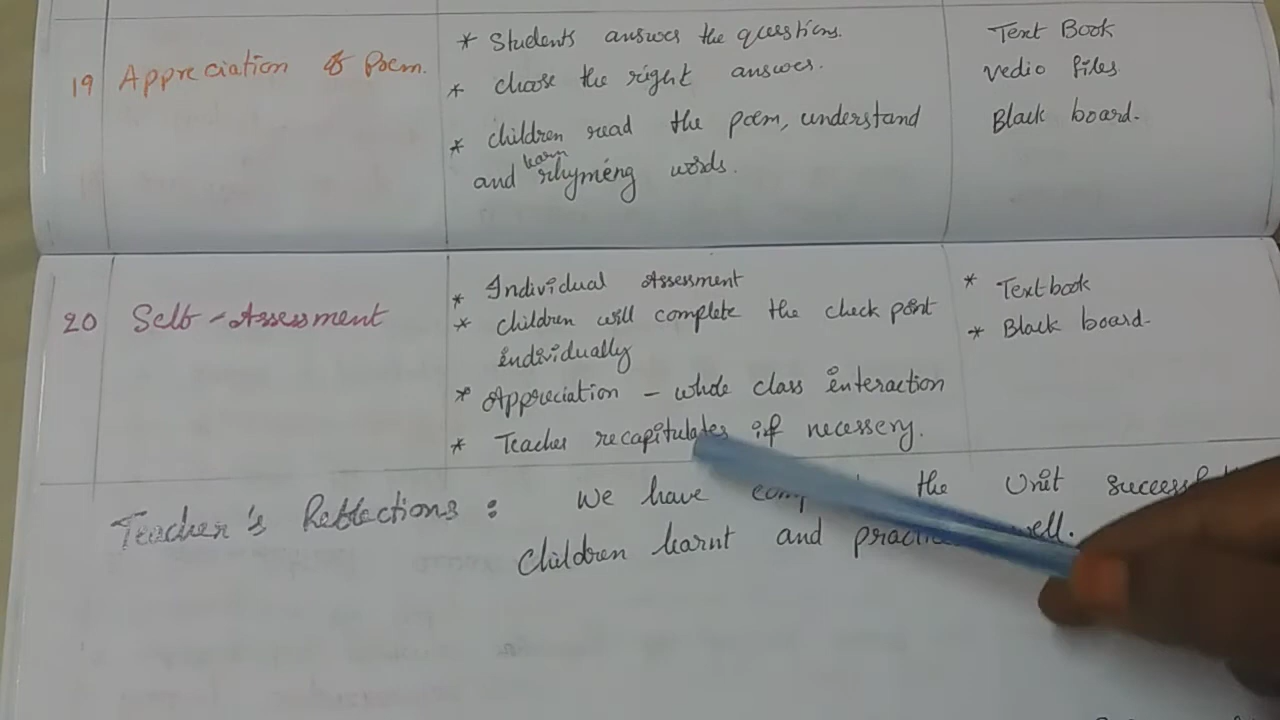 19 Appreciation of Poem.
* Students answer the questions.
* choose the right answer.
* children read the poem, understand
and learn rhyming words.
Text Book
Vedio files
Black board.
20 Self - Assessment
* Individual Assessment
* children will complete the check point
individually
* Appreciation - whole class interaction
* Teacher recapitulates if necessery.
* Textbook
* Black board.
Teacher's Reflections : We have the Unit
Children learnt and well.